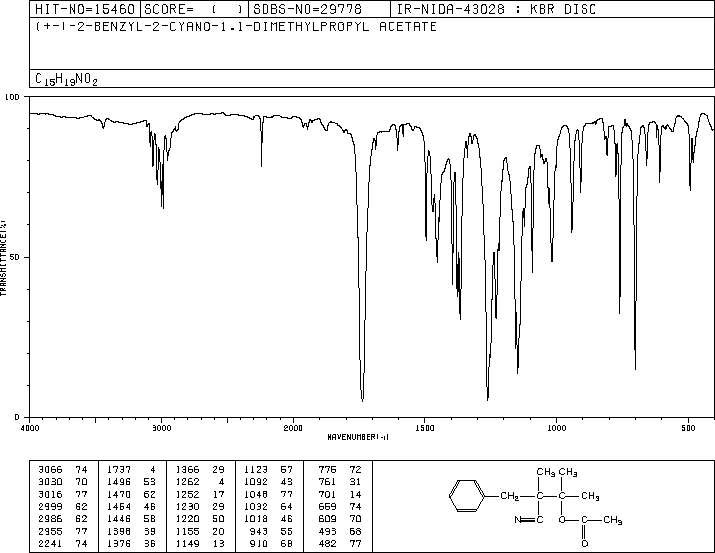 HIT-NO=15460 SCORE= ( ) SDBS-NO=29778 IR-NIDA-43028 : KBR DISC
(+-)-2-BENZYL-2-CYANO-1,1-DIMETHYLPROPYL ACETATE
C15H19NO2
100
50
0
TRANSMITTANCE(%)
4000 3000 2000 1500 1000 500
WAVENUMBER(-1)
3066 74 1737 4 1366 29 1123 57 776 72
3030 70 1496 53 1262 4 1092 43 761 31
3016 77 1470 62 1252 17 1048 77 701 14
2999 62 1454 46 1230 29 1032 64 659 74
2986 62 1446 58 1220 50 1018 46 609 70
2955 77 1398 39 1155 20 943 55 493 68
2241 74 1376 36 1149 13 910 68 482 77
CH3 CH3
CH2 C C CH3
N C O C CH3
O